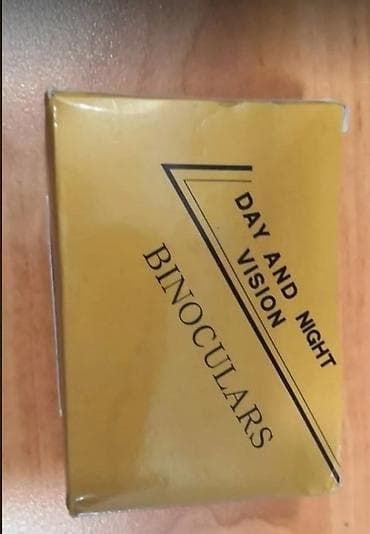 DAY AND NIGHT
VISION
BINOCULARS